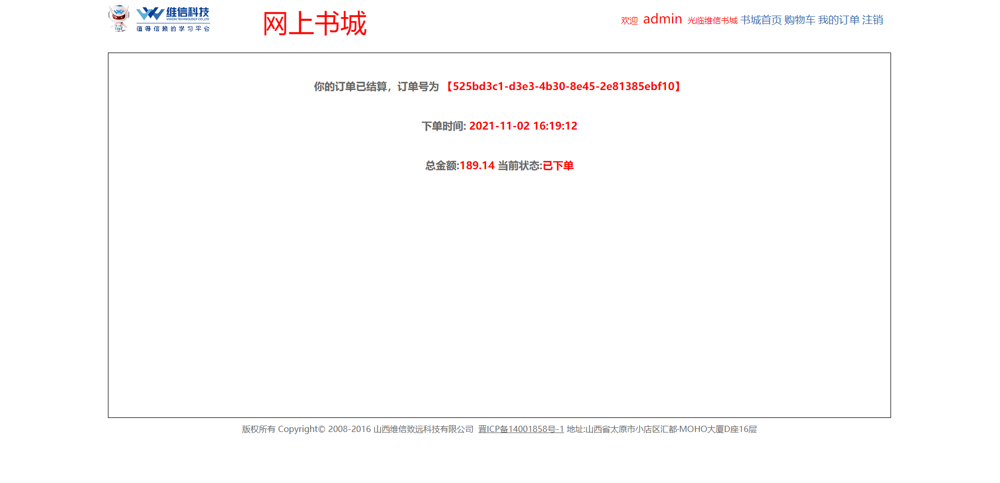 维信科技
VISION TECHNOLOGY CO.,LTD
值得信赖的学习平台
网上书城
欢迎 admin 光临维信书城 书城首页 购物车 我的订单 注销
你的订单已结算，订单号为 【525bd3c1-d3e3-4b30-8e45-2e81385ebf10】
下单时间: 2021-11-02 16:19:12
总金额:189.14 当前状态:已下单
版权所有 Copyright© 2008-2016 山西维信致远科技有限公司 晋ICP备14001858号-1 地址:山西省太原市小店区汇都·MOHO大厦D座16层